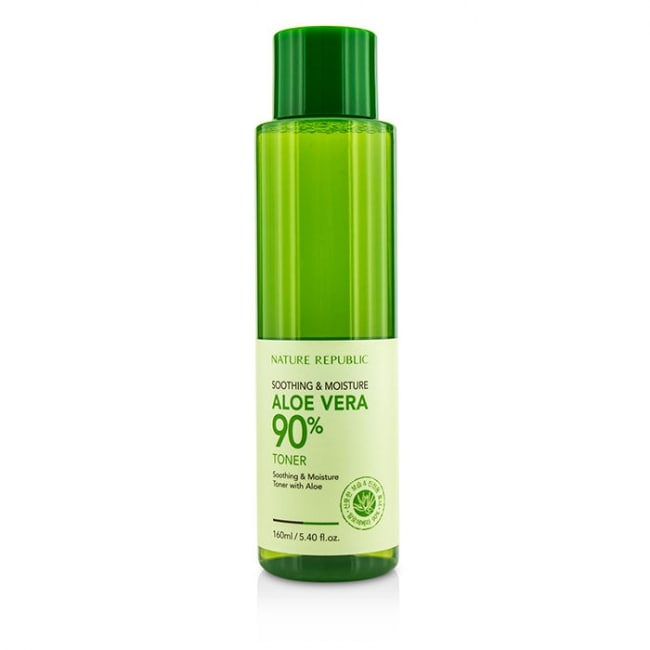 NATURE REPUBLIC
SOOTHING & MOISTURE
ALOE VERA
90%
TONER
Soothing & Moisture
Toner with Aloe
160ml / 5.40 fl.oz.